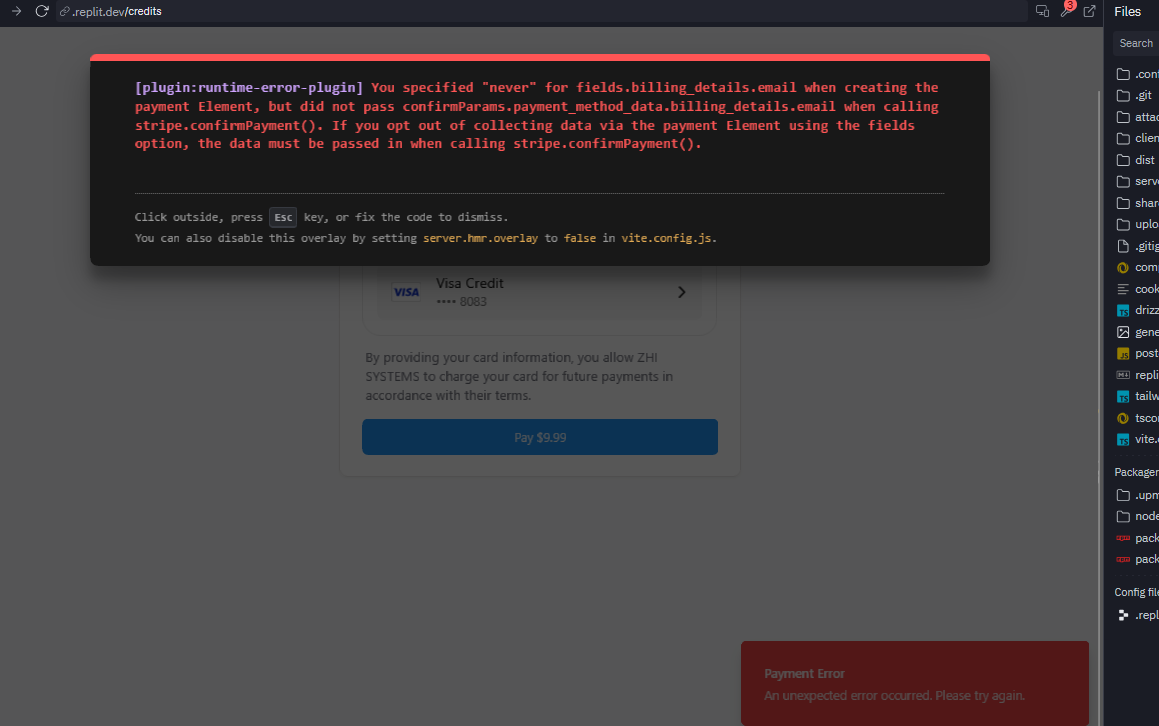 .replit.dev/credits
3
Files
Search
[plugin:runtime-error-plugin] You specified "never" for fields.billing_details.email when creating the
payment Element, but did not pass confirmParams.payment_method_data.billing_details.email when calling
stripe.confirmPayment(). If you opt out of collecting data via the payment Element using the fields
option, the data must be passed in when calling stripe.confirmPayment().
Click outside, press Esc key, or fix the code to dismiss.
You can also disable this overlay by setting server.hmr.overlay to false in vite.config.js.
VISA
Visa Credit
•••• 8083
By providing your card information, you allow ZHI
SYSTEMS to charge your card for future payments in
accordance with their terms.
Pay $9.99
Payment Error
An unexpected error occurred. Please try again.
.con
.git
attac
clien
dist
serve
shar
uplo
.gitig
com
cook
TS drizz
gene
JS post
M↓ repli
TS tailw
tscor
TS vite.
Packager
.upm
node
pack
pack
Config file
.repl